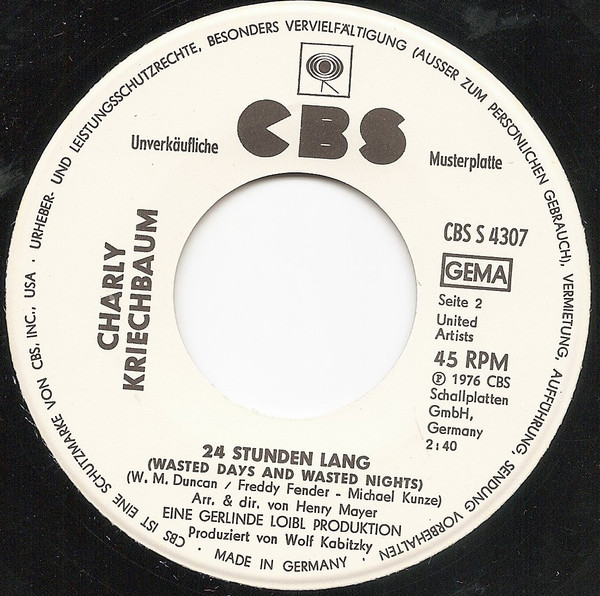 URHEBER- UND LEISTUNGSSCHUTZRECHTE, BESONDERS VERVIELFÄLTIGUNG (AUSSER ZUM PERSÖNLICHEN GEBRAUCH), VERMIETUNG, AUFFÜHRUNG, SENDUNG VORBEHALTEN
CBS
Unverkäufliche
Musterplatte
CBS S 4307
GEMA
Seite 2
United
Artists
45 RPM
℗ 1976 CBS
Schallplatten
GmbH,
Germany
2:40
CHARLY
KRIECHBAUM
24 STUNDEN LANG
(WASTED DAYS AND WASTED NIGHTS)
(W. M. Duncan / Freddy Fender - Michael Kunze)
Arr. & dir. von Henry Mayer
EINE GERLINDE LOIBL PRODUKTION
Produziert von Wolf Kabitzky
· MADE IN GERMANY ·
CBS IST EINE SCHUTZMARKE VON CBS, INC., USA ·